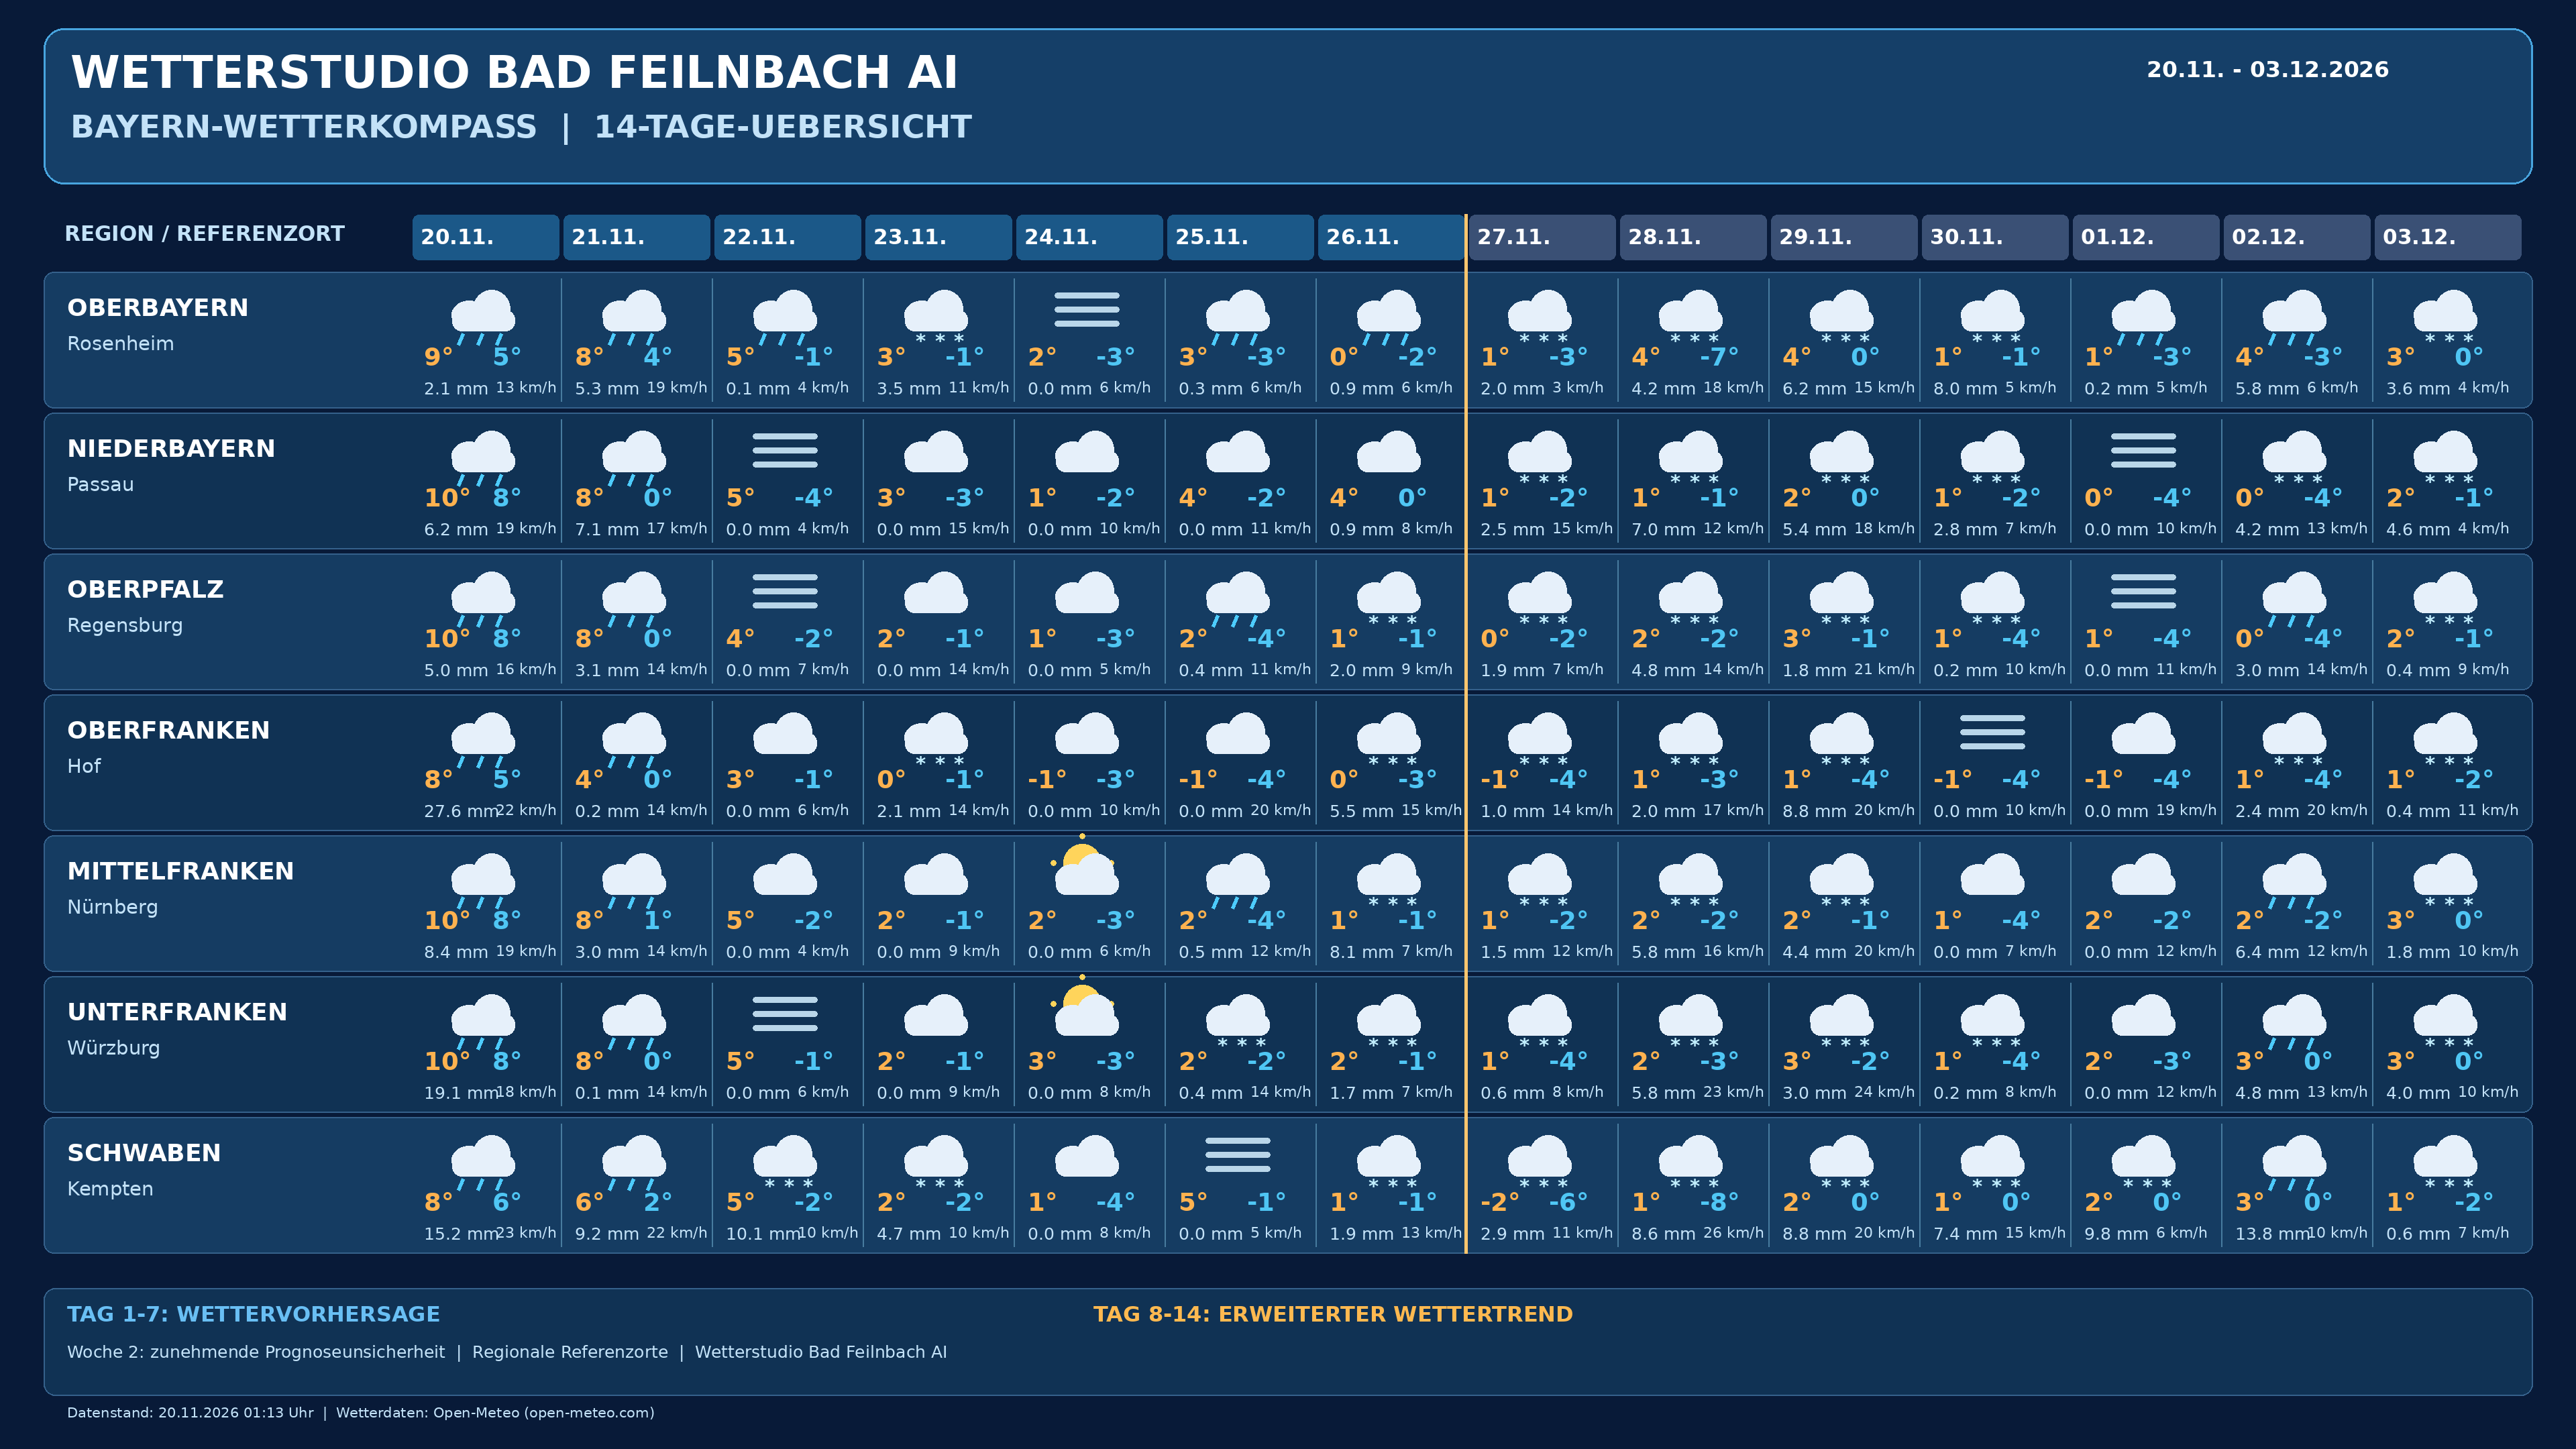 WETTERSTUDIO BAD FEILNBACH AI
20.11. - 03.12.2026
BAYERN-WETTERKOMPASS | 14-TAGE-UEBERSICHT
REGION / REFERENZORT 20.11. 21.11. 22.11. 23.11. 24.11. 25.11. 26.11. 27.11. 28.11. 29.11. 30.11. 01.12. 02.12. 03.12.
OBERBAYERN
Rosenheim
9° 5° 8° 4° 5° -1° 3° -1° 2° -3° 3° -3° 0° -2° 1° -3° 4° -7° 4° 0° 1° -1° 1° -3° 4° -3° 3° 0°
2.1 mm 13 km/h 5.3 mm 19 km/h 0.1 mm 4 km/h 3.5 mm 11 km/h 0.0 mm 6 km/h 0.3 mm 6 km/h 0.9 mm 6 km/h 2.0 mm 3 km/h 4.2 mm 18 km/h 6.2 mm 15 km/h 8.0 mm 5 km/h 0.2 mm 5 km/h 5.8 mm 6 km/h 3.6 mm 4 km/h
NIEDERBAYERN
Passau
10° 8° 8° 0° 5° -4° 3° -3° 1° -2° 4° -2° 4° 0° 1° -2° 1° -1° 2° 0° 1° -2° 0° -4° 0° -4° 2° -1°
6.2 mm 19 km/h 7.1 mm 17 km/h 0.0 mm 4 km/h 0.0 mm 15 km/h 0.0 mm 10 km/h 0.0 mm 11 km/h 0.9 mm 8 km/h 2.5 mm 15 km/h 7.0 mm 12 km/h 5.4 mm 18 km/h 2.8 mm 7 km/h 0.0 mm 10 km/h 4.2 mm 13 km/h 4.6 mm 4 km/h
OBERPFALZ
Regensburg
10° 8° 8° 0° 4° -2° 2° -1° 1° -3° 2° -4° 1° -1° 0° -2° 2° -2° 3° -1° 1° -4° 1° -4° 0° -4° 2° -1°
5.0 mm 16 km/h 3.1 mm 14 km/h 0.0 mm 7 km/h 0.0 mm 14 km/h 0.0 mm 5 km/h 0.4 mm 11 km/h 2.0 mm 9 km/h 1.9 mm 7 km/h 4.8 mm 14 km/h 1.8 mm 21 km/h 0.2 mm 10 km/h 0.0 mm 11 km/h 3.0 mm 14 km/h 0.4 mm 9 km/h
OBERFRANKEN
Hof
8° 5° 4° 0° 3° -1° 0° -1° -1° -3° -1° -4° 0° -3° -1° -4° 1° -3° 1° -4° -1° -4° -1° -4° 1° -4° 1° -2°
27.6 mm 22 km/h 0.2 mm 14 km/h 0.0 mm 6 km/h 2.1 mm 14 km/h 0.0 mm 10 km/h 0.0 mm 20 km/h 5.5 mm 15 km/h 1.0 mm 14 km/h 2.0 mm 17 km/h 8.8 mm 20 km/h 0.0 mm 10 km/h 0.0 mm 19 km/h 2.4 mm 20 km/h 0.4 mm 11 km/h
MITTELFRANKEN
Nürnberg
10° 8° 8° 1° 5° -2° 2° -1° 2° -3° 2° -4° 1° -1° 1° -2° 2° -2° 2° -1° 1° -4° 2° -2° 2° -2° 3° 0°
8.4 mm 19 km/h 3.0 mm 14 km/h 0.0 mm 4 km/h 0.0 mm 9 km/h 0.0 mm 6 km/h 0.5 mm 12 km/h 8.1 mm 7 km/h 1.5 mm 12 km/h 5.8 mm 16 km/h 4.4 mm 20 km/h 0.0 mm 7 km/h 0.0 mm 12 km/h 6.4 mm 12 km/h 1.8 mm 10 km/h
UNTERFRANKEN
Würzburg
10° 8° 8° 0° 5° -1° 2° -1° 3° -3° 2° -2° 2° -1° 1° -4° 2° -3° 3° -2° 1° -4° 2° -3° 3° 0° 3° 0°
19.1 mm 18 km/h 0.1 mm 14 km/h 0.0 mm 6 km/h 0.0 mm 9 km/h 0.0 mm 8 km/h 0.4 mm 14 km/h 1.7 mm 7 km/h 0.6 mm 8 km/h 5.8 mm 23 km/h 3.0 mm 24 km/h 0.2 mm 8 km/h 0.0 mm 12 km/h 4.8 mm 13 km/h 4.0 mm 10 km/h
SCHWABEN
Kempten
8° 6° 6° 2° 5° -2° 2° -2° 1° -4° 5° -1° 1° -1° -2° -6° 1° -8° 2° 0° 1° 0° 2° 0° 3° 0° 1° -2°
15.2 mm 23 km/h 9.2 mm 22 km/h 10.1 mm 10 km/h 4.7 mm 10 km/h 0.0 mm 8 km/h 0.0 mm 5 km/h 1.9 mm 13 km/h 2.9 mm 11 km/h 8.6 mm 26 km/h 8.8 mm 20 km/h 7.4 mm 15 km/h 9.8 mm 6 km/h 13.8 mm 10 km/h 0.6 mm 7 km/h
TAG 1-7: WETTERVORHERSAGE TAG 8-14: ERWEITERTER WETTERTREND
Woche 2: zunehmende Prognoseunsicherheit | Regionale Referenzorte | Wetterstudio Bad Feilnbach AI
Datenstand: 20.11.2026 01:13 Uhr | Wetterdaten: Open-Meteo (open-meteo.com)